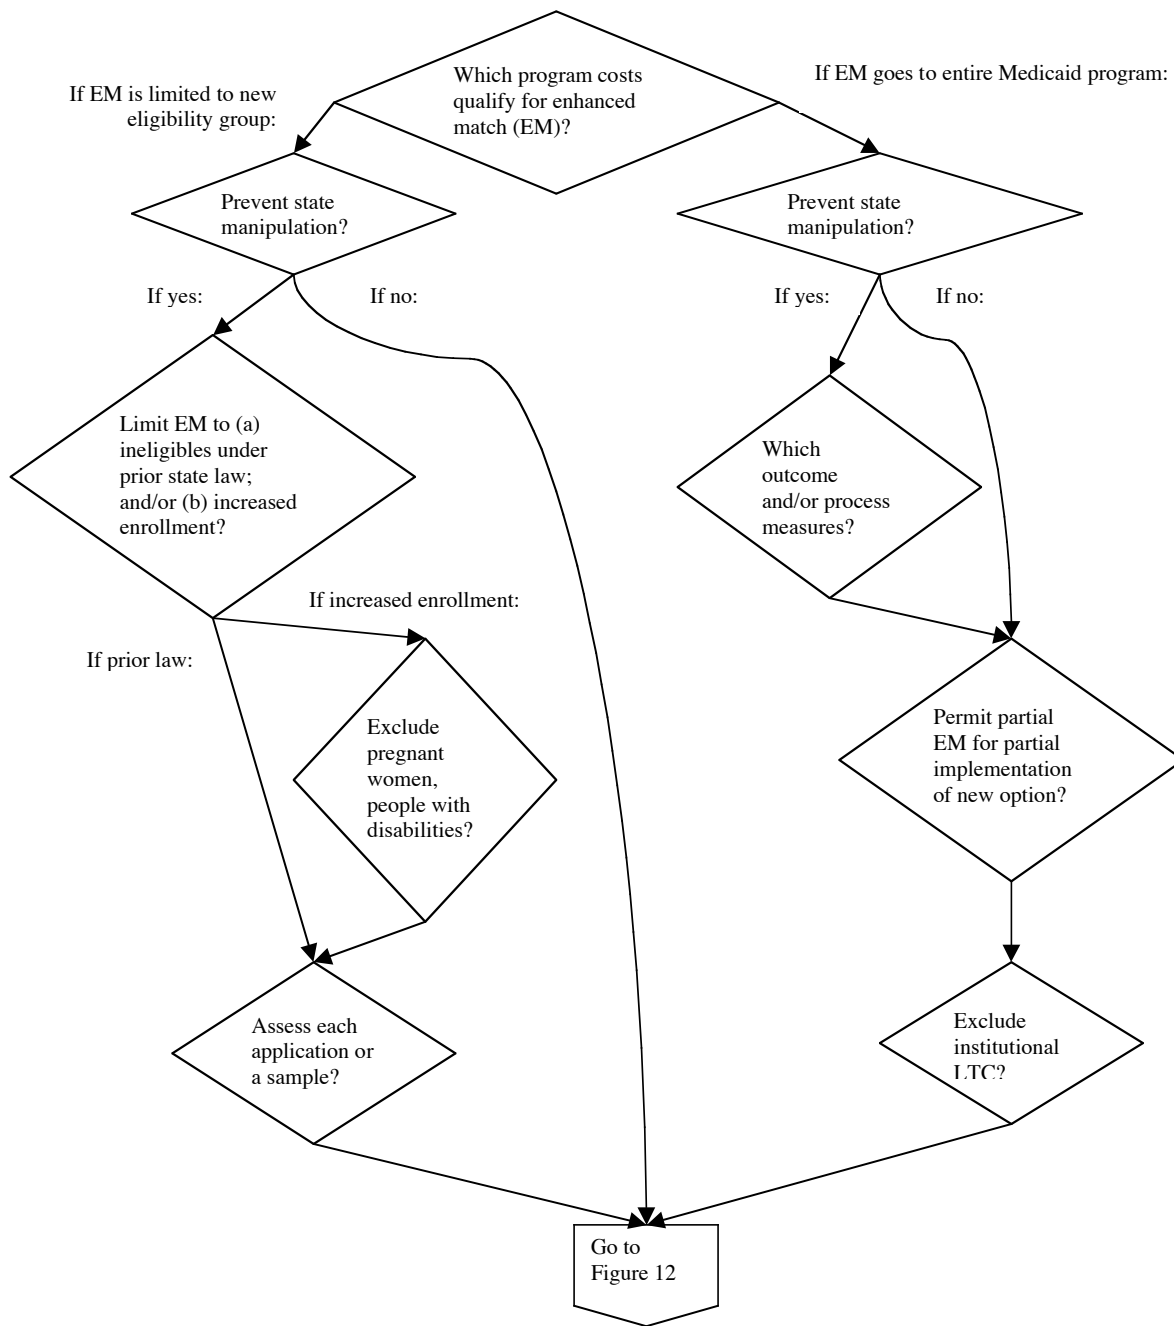 Which program costs
qualify for enhanced
match (EM)?
If EM is limited to new
eligibility group:
If EM goes to entire Medicaid program:
Prevent state
manipulation?
Prevent state
manipulation?
If yes:
If no:
If yes:
If no:
Limit EM to (a)
ineligibles under
prior state law;
and/or (b) increased
enrollment?
Which
outcome
and/or process
measures?
If increased enrollment:
If prior law:
Exclude
pregnant
women,
people with
disabilities?
Permit partial
EM for partial
implementation
of new option?
Assess each
application or
a sample?
Exclude
institutional
LTC?
Go to
Figure 12